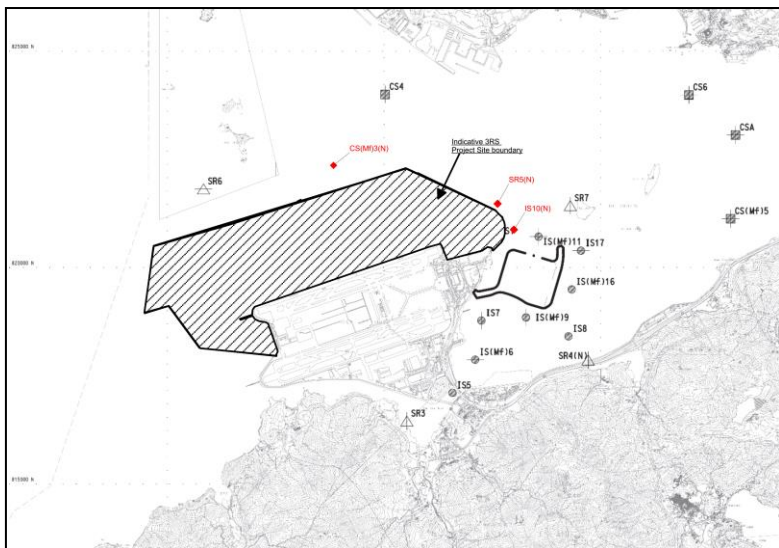 825000 N
CS4
CS6
CSA
Indicative 3RS
Project Site boundary
CS(Mf)3(N)
SR6
SR5(N)
SR7
CS(Mf)5
IS10(N)
IS(Mf)11
IS17
820000 N
IS(Mf)16
IS7
IS(Mf)9
IS8
IS(Mf)6
SR4(N)
IS5
SR3
815000 N